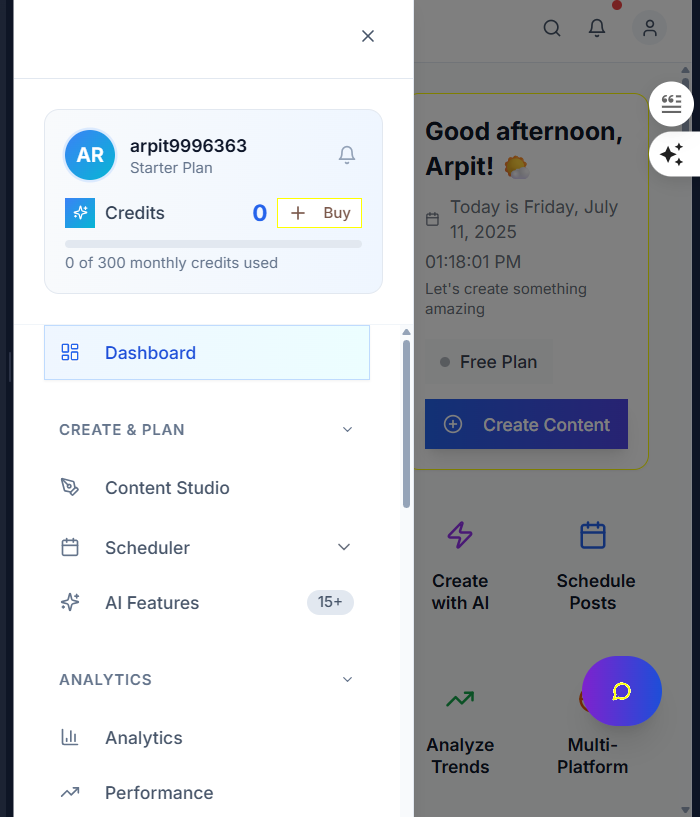 AR
arpit9996363
Starter Plan
Credits
0
Buy
0 of 300 monthly credits used
Dashboard
CREATE & PLAN
Content Studio
Scheduler
AI Features
15+
ANALYTICS
Analytics
Performance
Good afternoon,
Arpit!
Today is Friday, July
11, 2025
01:18:01 PM
Let's create something
amazing
Free Plan
Create Content
Create
with AI
Schedule
Posts
Analyze
Trends
Multi-
Platform